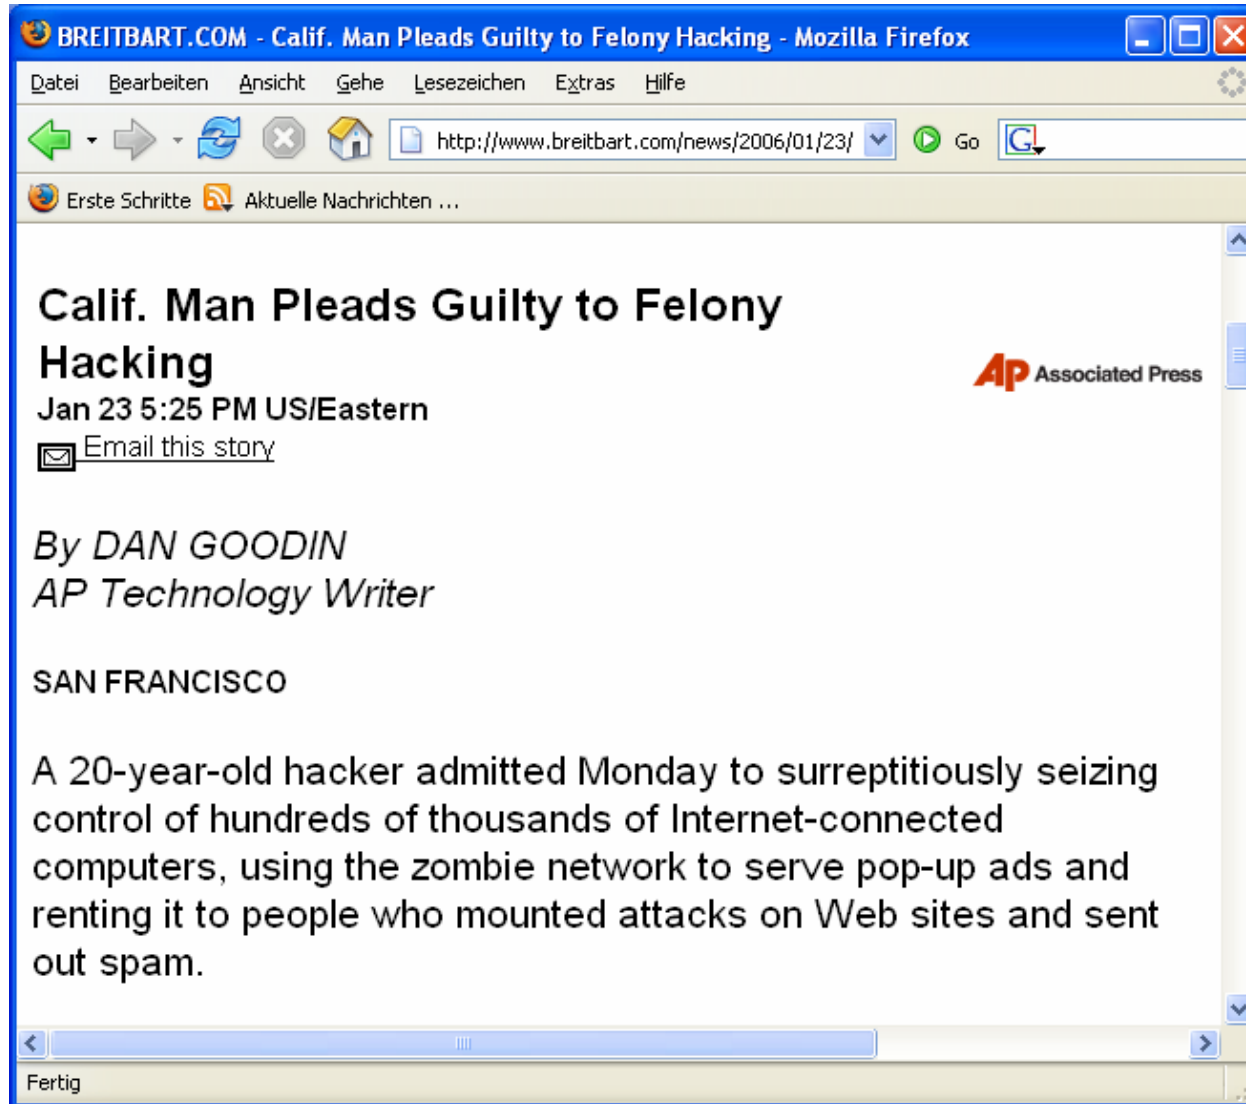 BREITBART.COM - Calif. Man Pleads Guilty to Felony Hacking - Mozilla Firefox
Datei Bearbeiten Ansicht Gehe Lesezeichen Extras Hilfe
http://www.breitbart.com/news/2006/01/23/ Go G
Erste Schritte Aktuelle Nachrichten ...
Calif. Man Pleads Guilty to Felony
Hacking
AP Associated Press
Jan 23 5:25 PM US/Eastern
Email this story
By DAN GOODIN
AP Technology Writer
SAN FRANCISCO
A 20-year-old hacker admitted Monday to surreptitiously seizing
control of hundreds of thousands of Internet-connected
computers, using the zombie network to serve pop-up ads and
renting it to people who mounted attacks on Web sites and sent
out spam.
Fertig